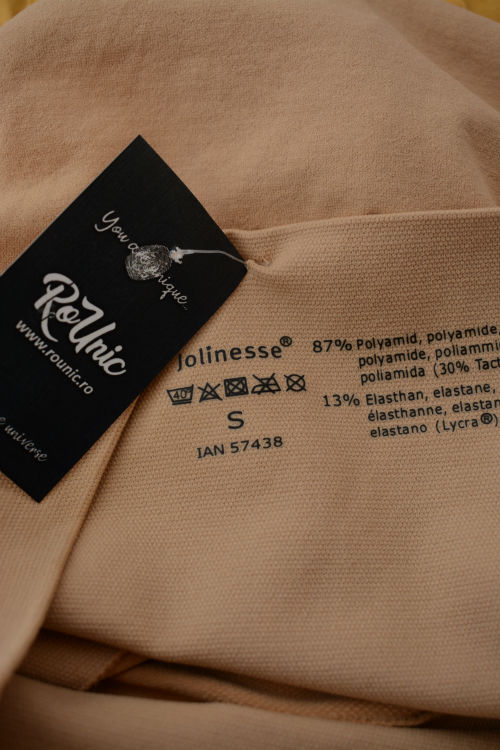 You are unique...
RoUnic
www.rounic.ro
universe
Jolinesse®
40°
S
IAN 57438
87% Polyamid, polyamide,
polyamide, poliammi
poliamida (30% Tact
13% Elasthan, elastane,
élasthanne, elastan
elastano (Lycra®)